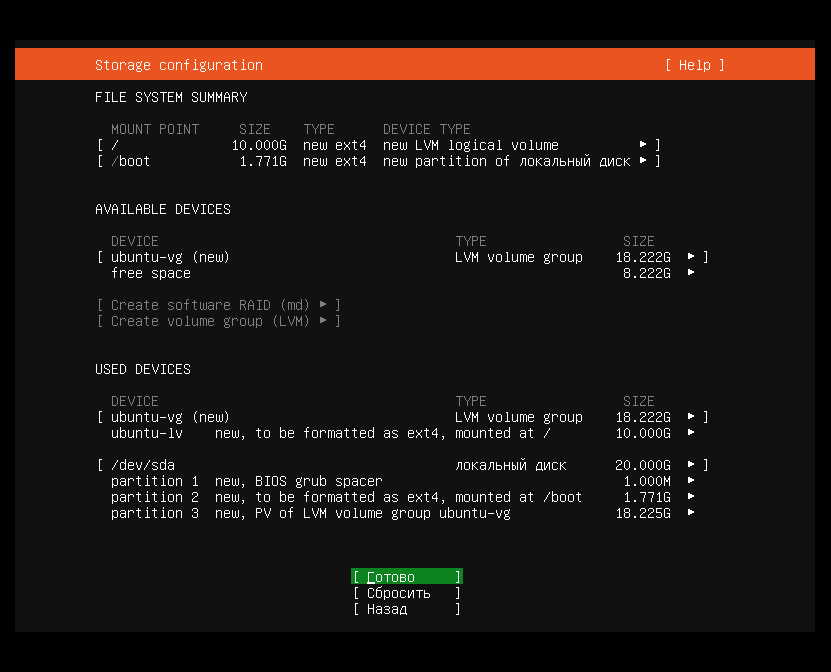 Storage configuration [ Help ]
FILE SYSTEM SUMMARY
MOUNT POINT SIZE TYPE DEVICE TYPE
[ / 10.000G new ext4 new LVM logical volume ▸ ]
[ /boot 1.771G new ext4 new partition of локальный диск ▸ ]
AVAILABLE DEVICES
DEVICE TYPE SIZE
[ ubuntu-vg (new) LVM volume group 18.222G ▸ ]
free space 8.222G ▸
[ Create software RAID (md) ▸ ]
[ Create volume group (LVM) ▸ ]
USED DEVICES
DEVICE TYPE SIZE
[ ubuntu-vg (new) LVM volume group 18.222G ▸ ]
ubuntu-lv new, to be formatted as ext4, mounted at / 10.000G ▸
[ /dev/sda локальный диск 20.000G ▸ ]
partition 1 new, BIOS grub spacer 1.000M ▸
partition 2 new, to be formatted as ext4, mounted at /boot 1.771G ▸
partition 3 new, PV of LVM volume group ubuntu-vg 18.225G ▸
[ Готово ]
[ Сбросить ]
[ Назад ]